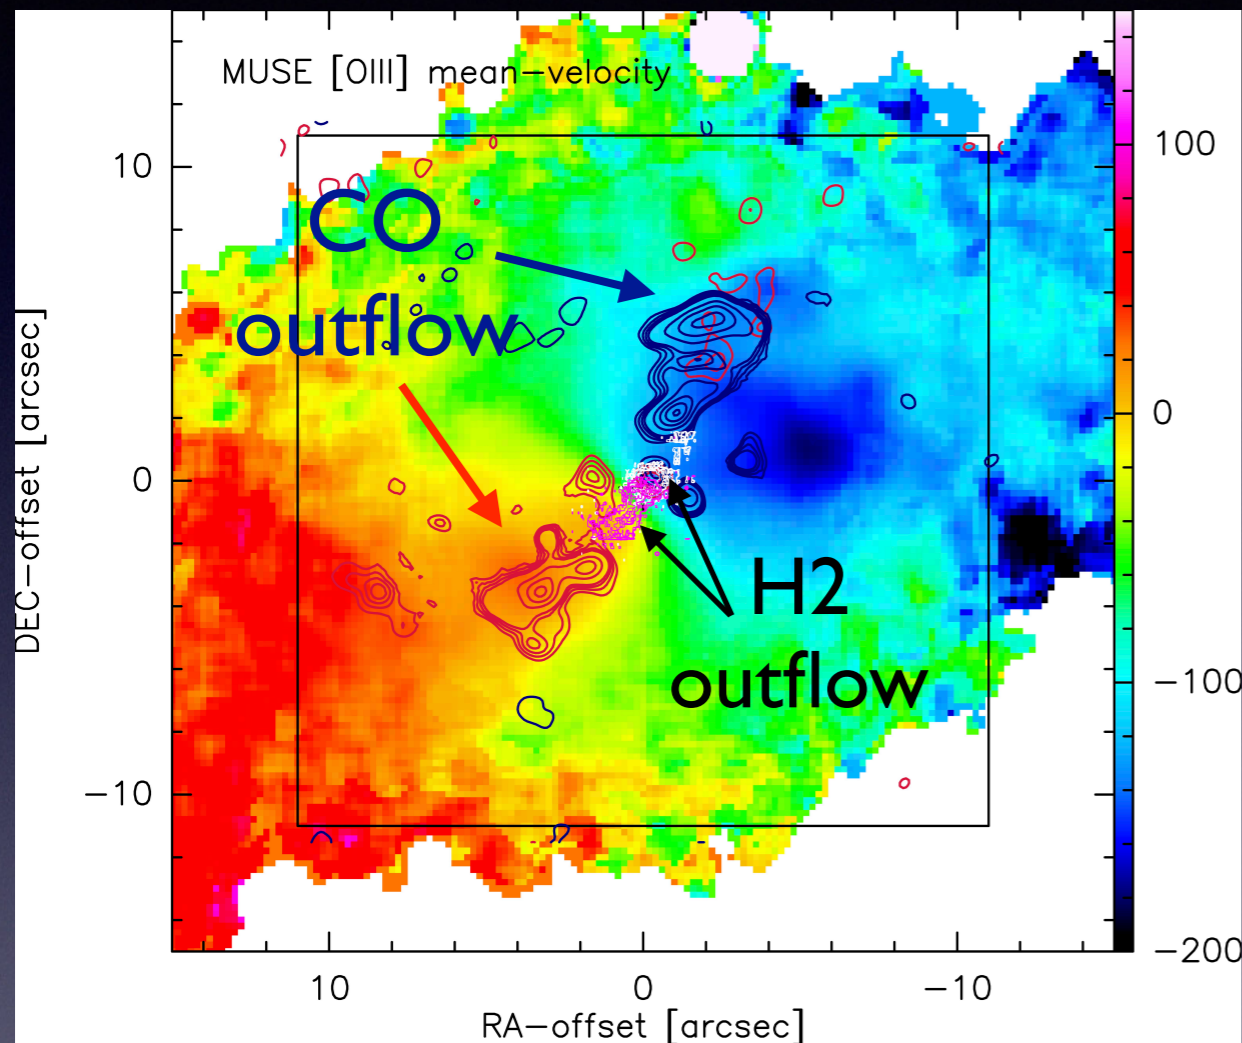 MUSE [OIII] mean−velocity
100
0
−100
−200
10
0
−10
DEC−offset [arcsec]
CO
outflow
H2
outflow
10
0
−10
RA−offset [arcsec]